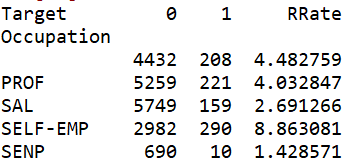 Target 0 1 RRate
Occupation
4432 208 4.482759
PROF 5259 221 4.032847
SAL 5749 159 2.691266
SELF-EMP 2982 290 8.863081
SENP 690 10 1.428571